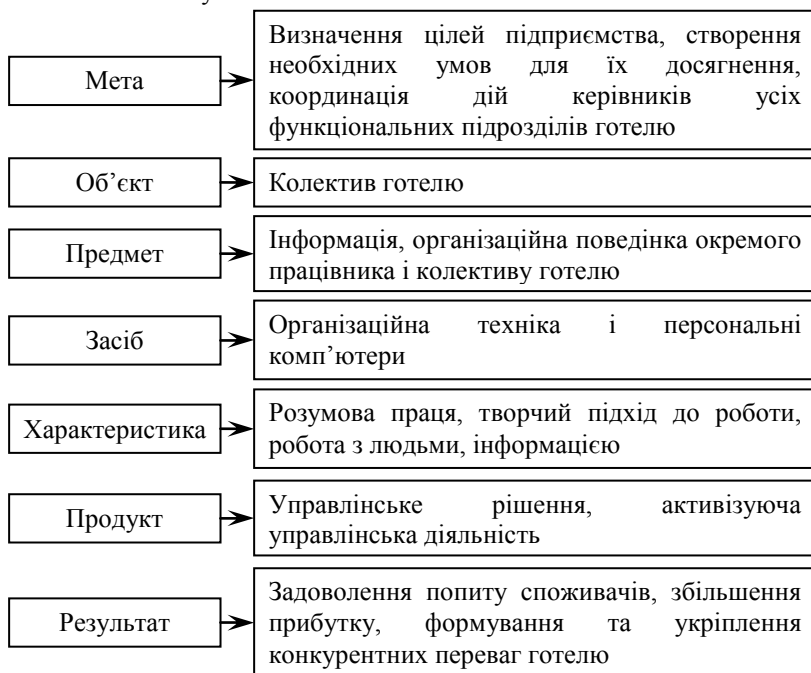 Мета
Визначення цілей підприємства, створення
необхідних умов для їх досягнення,
координація дій керівників усіх
функціональних підрозділів готелю
Об’єкт
Колектив готелю
Предмет
Інформація, організаційна поведінка окремого
працівника і колективу готелю
Засіб
Організаційна техніка і персональні
комп’ютери
Характеристика
Розумова праця, творчий підхід до роботи,
робота з людьми, інформацією
Продукт
Управлінське рішення, активізуюча
управлінська діяльність
Результат
Задоволення попиту споживачів, збільшення
прибутку, формування та укріплення
конкурентних переваг готелю